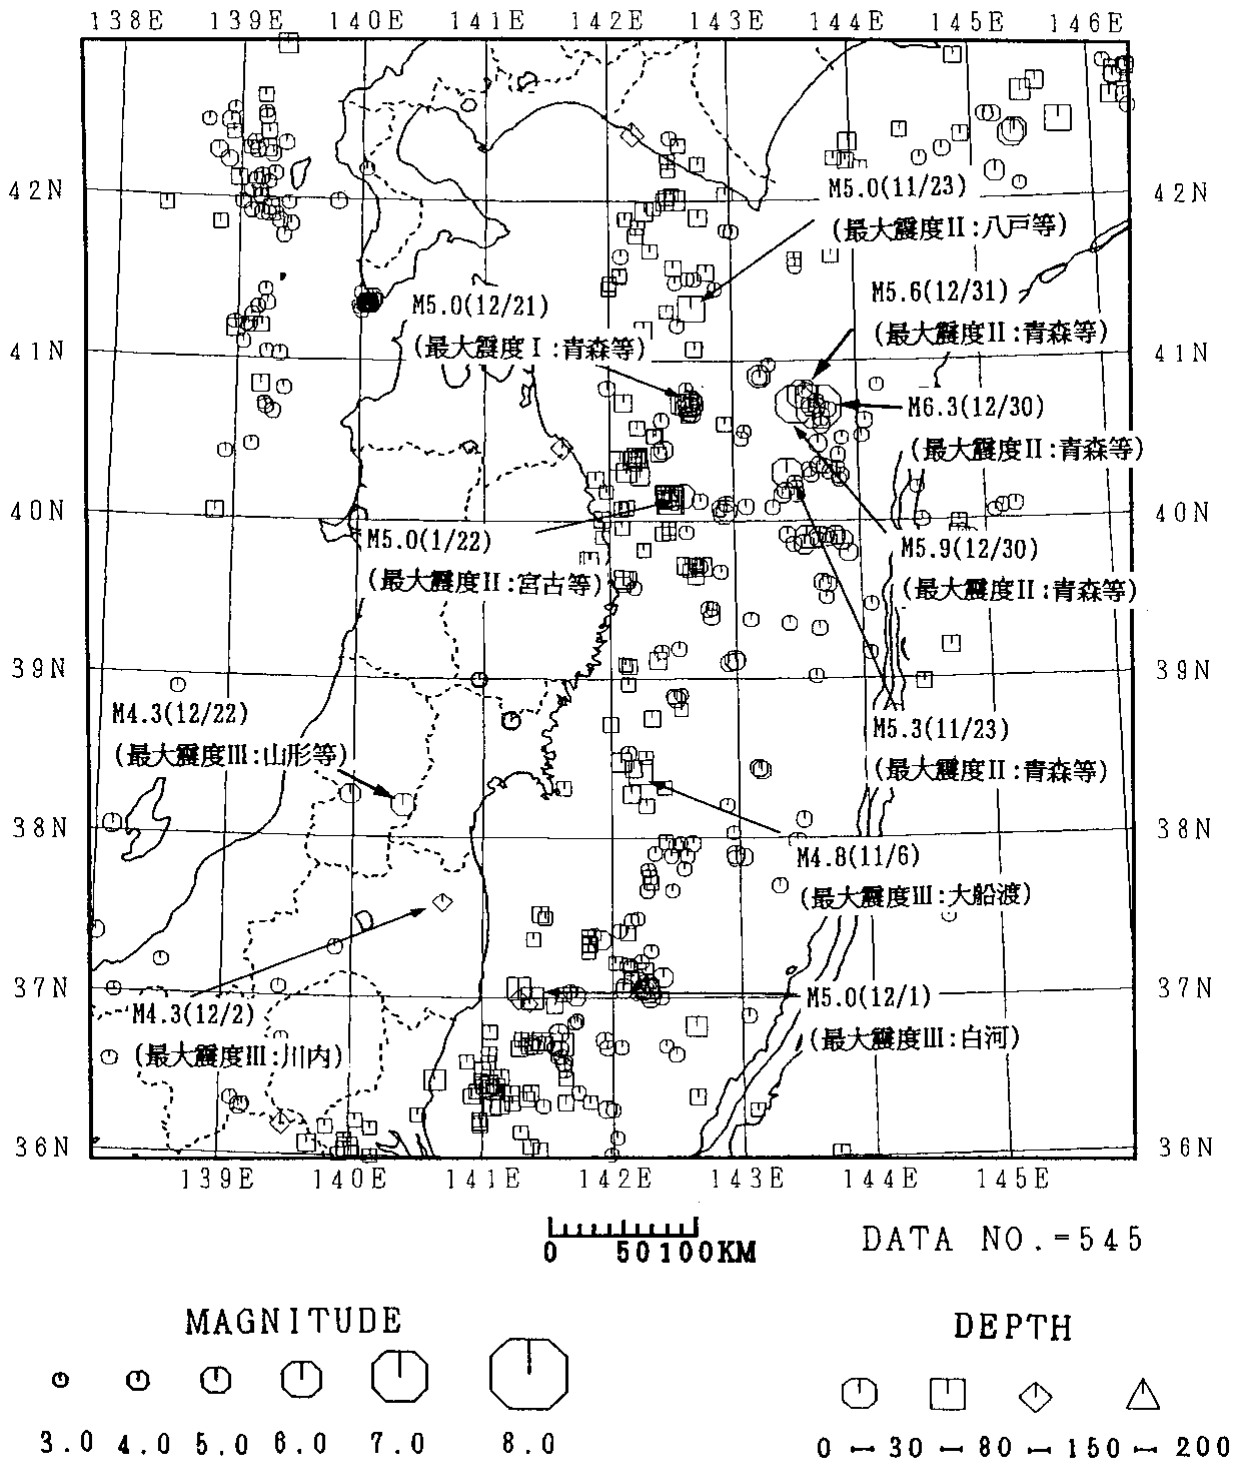 138E 139E 140E 141E 142E 143E 144E 145E 146E
42N 42N
M5.0(11/23)
(最大震度II:八戸等)
M5.6(12/31)
(最大震度II:青森等)
M5.0(12/21)
(最大震度I:青森等)
41N 41N
M6.3(12/30)
(最大震度II:青森等)
40N 40N
M5.0(1/22)
(最大震度II:宮古等)
M5.9(12/30)
(最大震度II:青森等)
39N 39N
M4.3(12/22)
(最大震度III:山形等)
M5.3(11/23)
(最大震度II:青森等)
38N 38N
M4.8(11/6)
(最大震度III:大船渡)
37N 37N
M4.3(12/2)
(最大震度III:川内)
M5.0(12/1)
(最大震度III:白河)
36N 36N
139E 140E 141E 142E 143E 144E 145E
0 50 100KM
DATA NO.=545
MAGNITUDE
3.0 4.0 5.0 6.0 7.0 8.0
DEPTH
0 − 30 − 80 − 150 − 200